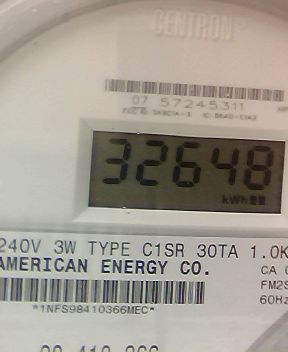 CENTRON®
07 57245311
32648
kWh
240V 3W TYPE C1SR 30TA 1.0K
AMERICAN ENERGY CO.
CA 0
FM2S
60Hz
*1NFS98410366MEC*